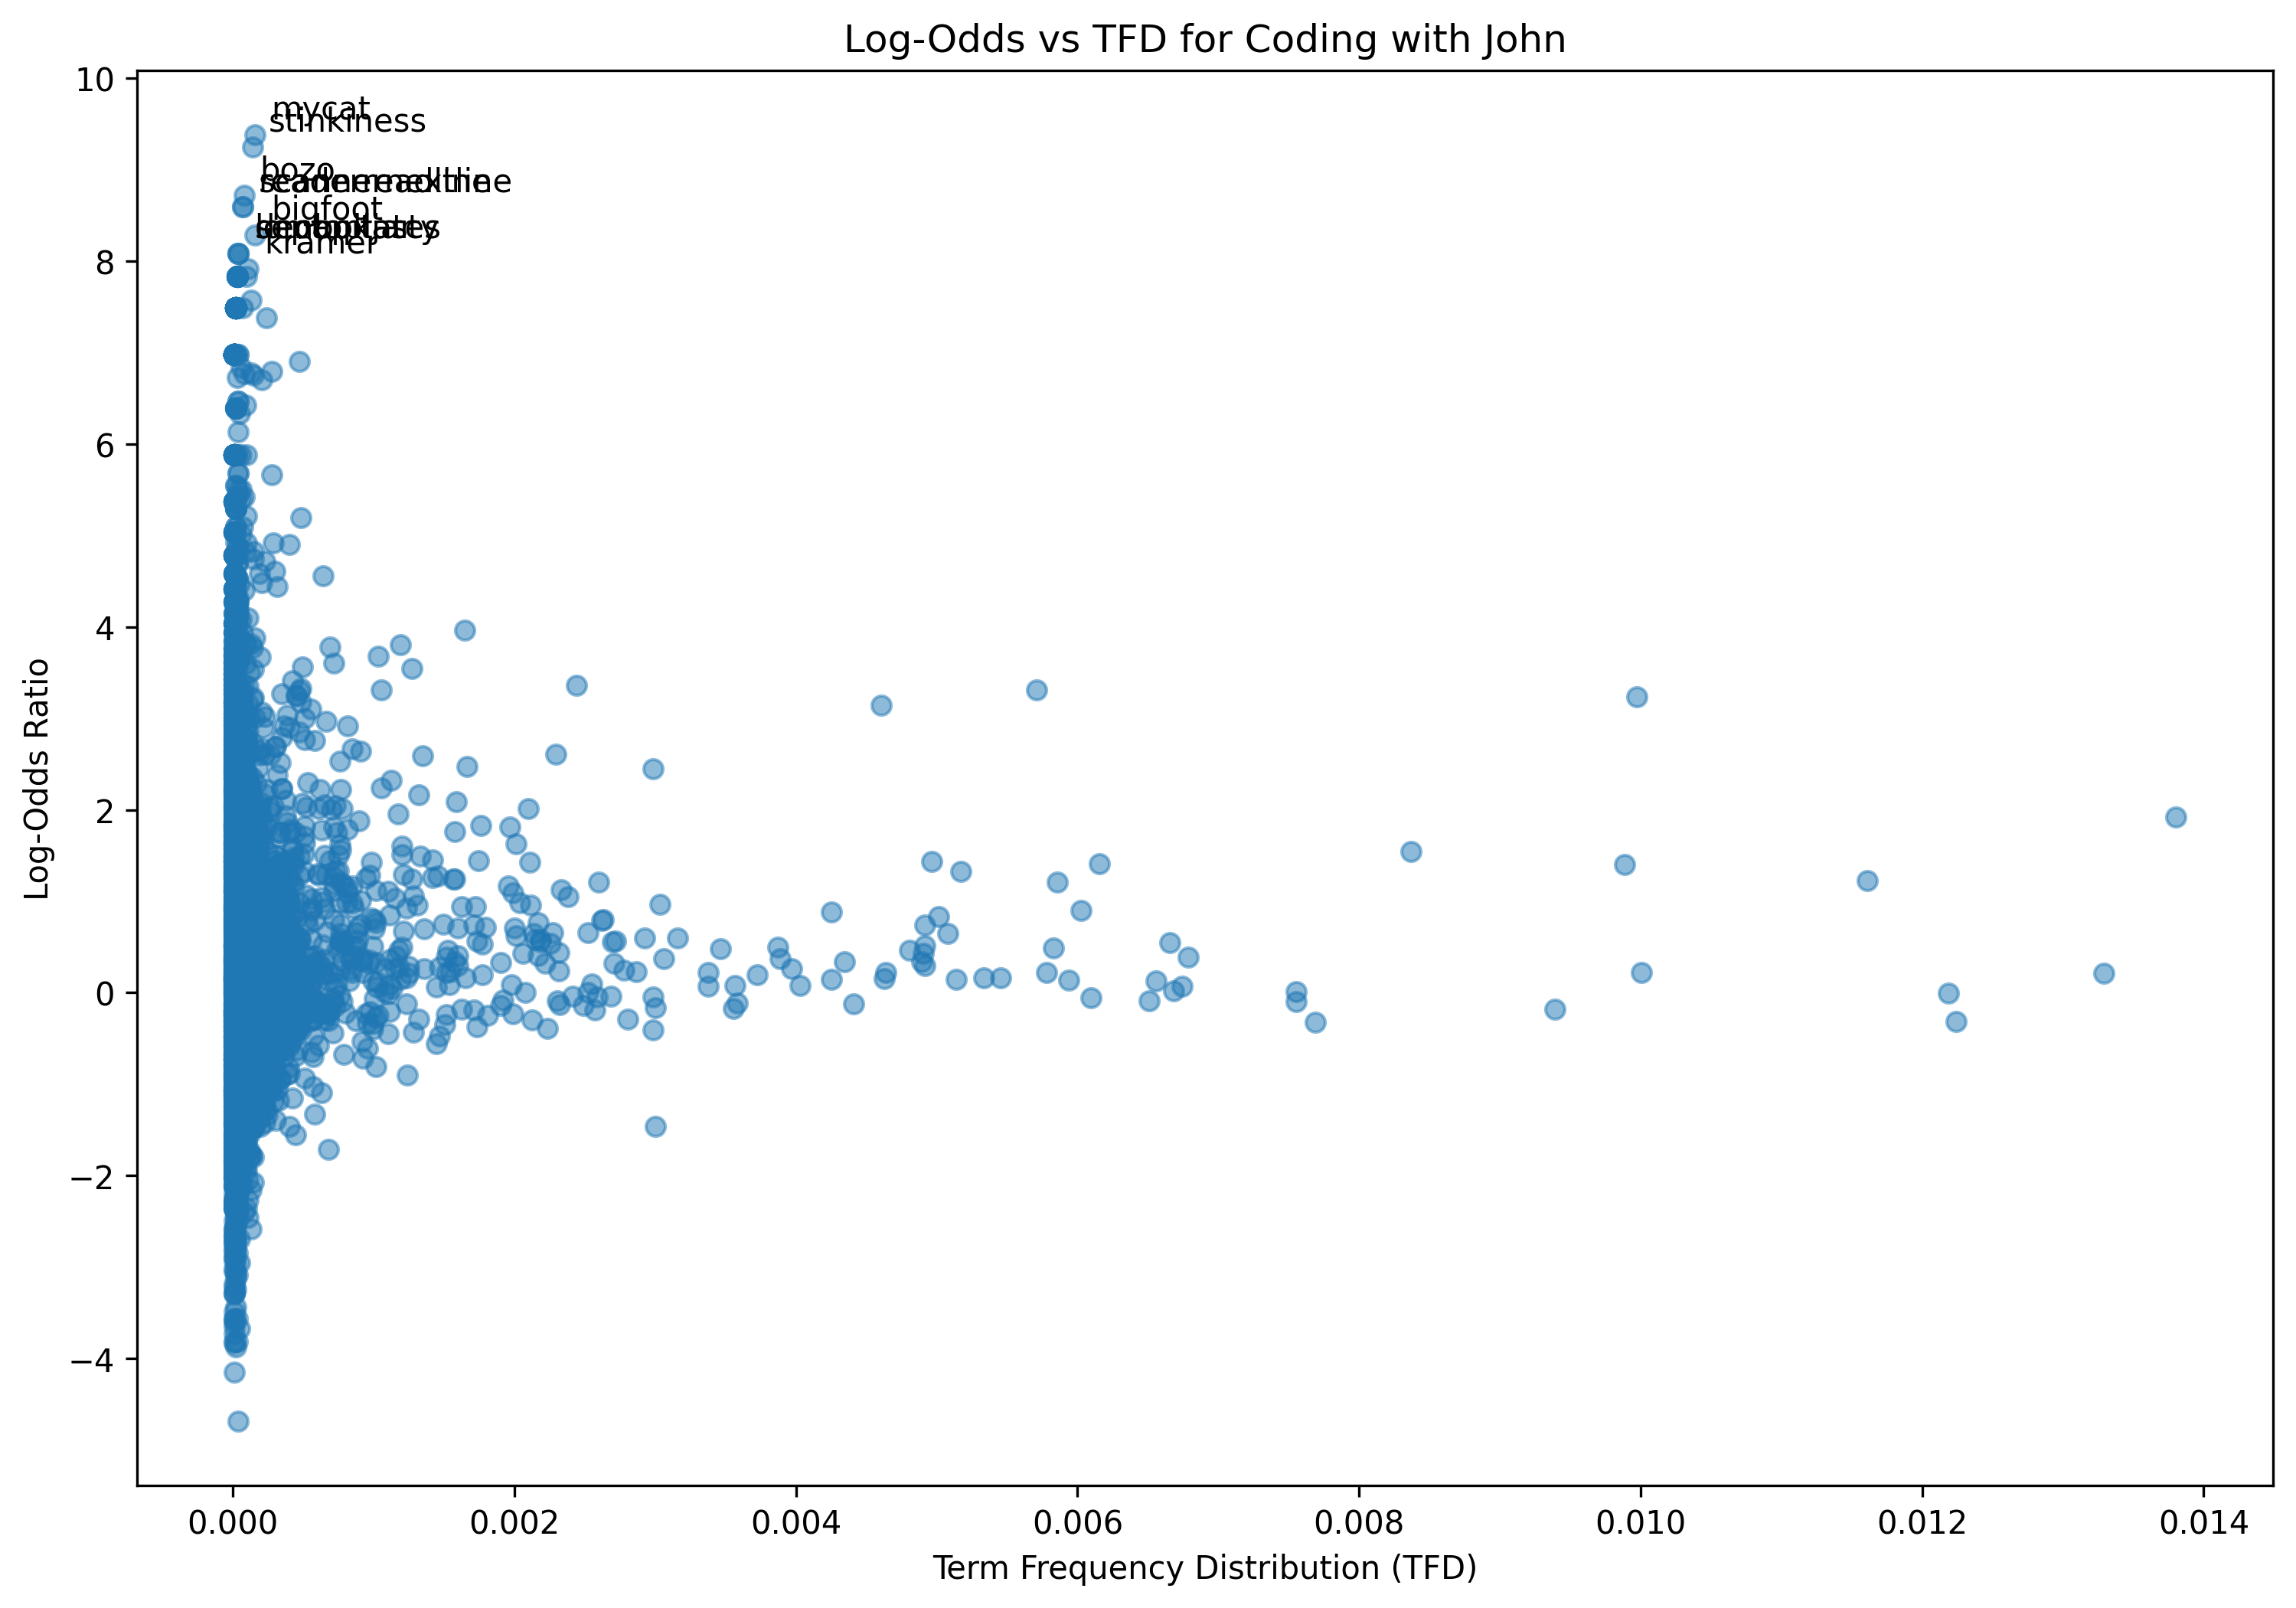 Log-Odds vs TFD for Coding with John
10
8
6
4
2
0
−2
−4
Log-Odds Ratio
mycat
stinkiness
bozo
bigfoot
kramer
0.000
0.002
0.004
0.006
0.008
0.010
0.012
0.014
Term Frequency Distribution (TFD)